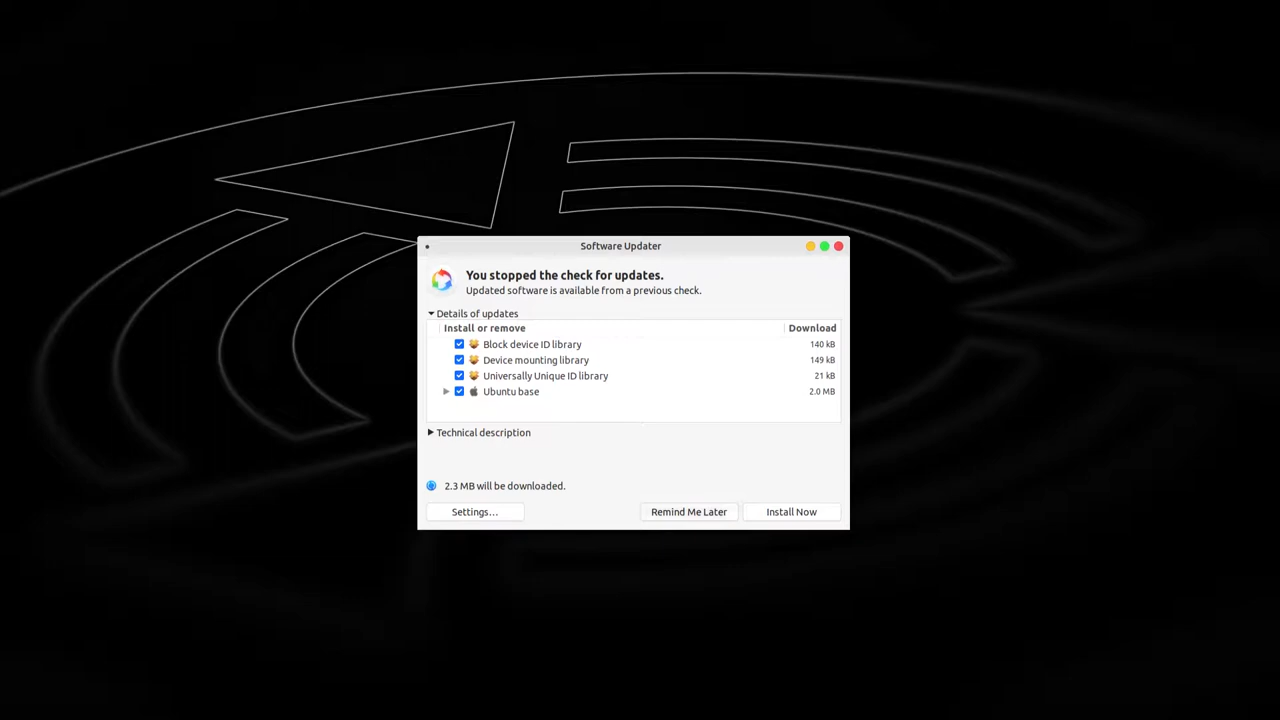 Software Updater
You stopped the check for updates.
Updated software is available from a previous check.
Details of updates
Install or remove Download
Block device ID library 140 kB
Device mounting library 149 kB
Universally Unique ID library 21 kB
Ubuntu base 2.0 MB
Technical description
2.3 MB will be downloaded.
Settings… Remind Me Later Install Now